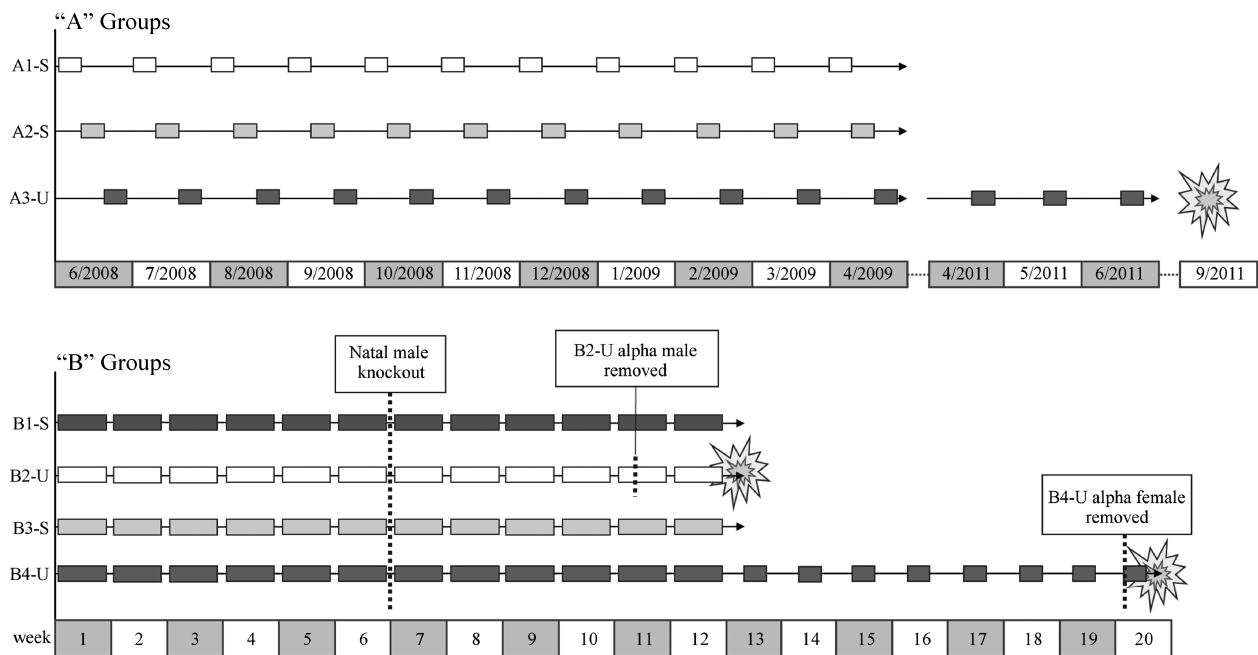 “A” Groups
A1-S
A2-S
A3-U
6/2008 7/2008 8/2008 9/2008 10/2008 11/2008 12/2008 1/2009 2/2009 3/2009 4/2009 4/2011 5/2011 6/2011 9/2011
“B” Groups
Natal male
knockout
B2-U alpha male
removed
B1-S
B2-U
B3-S
B4-U
B4-U alpha female
removed
week 1 2 3 4 5 6 7 8 9 10 11 12 13 14 15 16 17 18 19 20